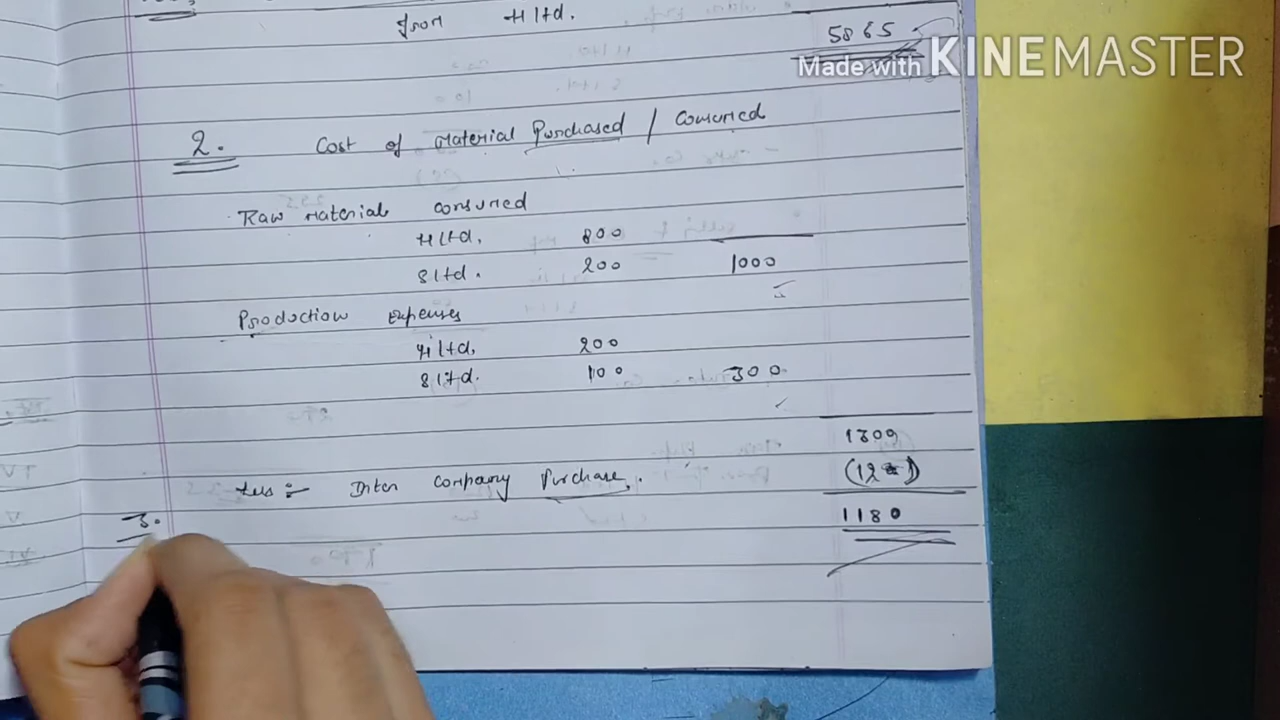 from H ltd.
5865
Made with KINEMASTER
2. Cost of Material Purchased / Consumed
Raw Materials consumed
H ltd. 800
S ltd. 200 1000
Production Expenses
H ltd. 200
S ltd. 100 300
1300
Less :- Inter Company Purchase.
3. 1180